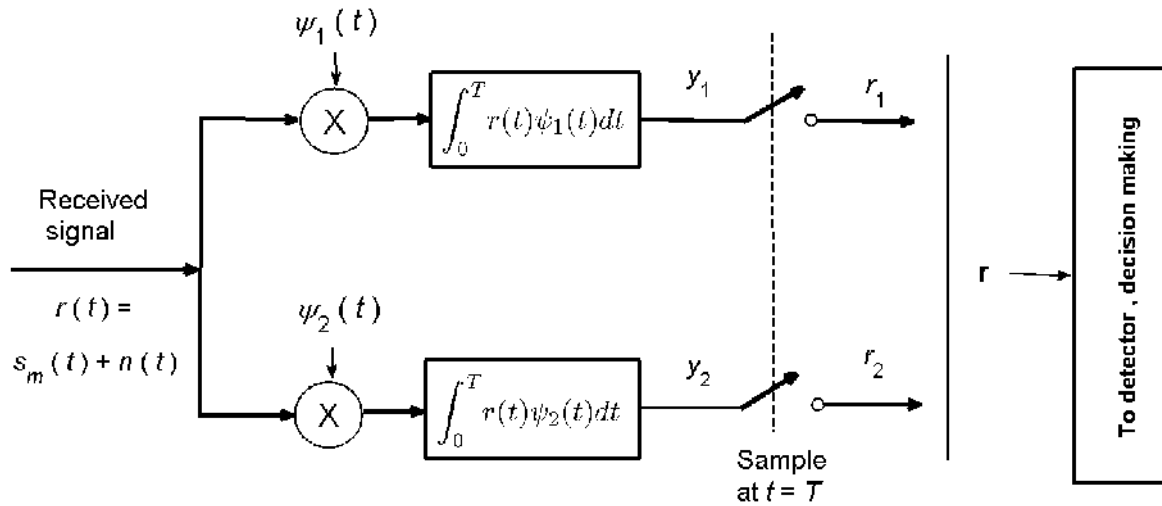 ψ₁(t)
X
∫₀ᵀ r(t)ψ₁(t)dt
y₁
r₁
Received
signal
r(t) =
sₘ(t) + n(t)
ψ₂(t)
X
∫₀ᵀ r(t)ψ₂(t)dt
y₂
r₂
Sample
at t = T
r
To detector , decision making